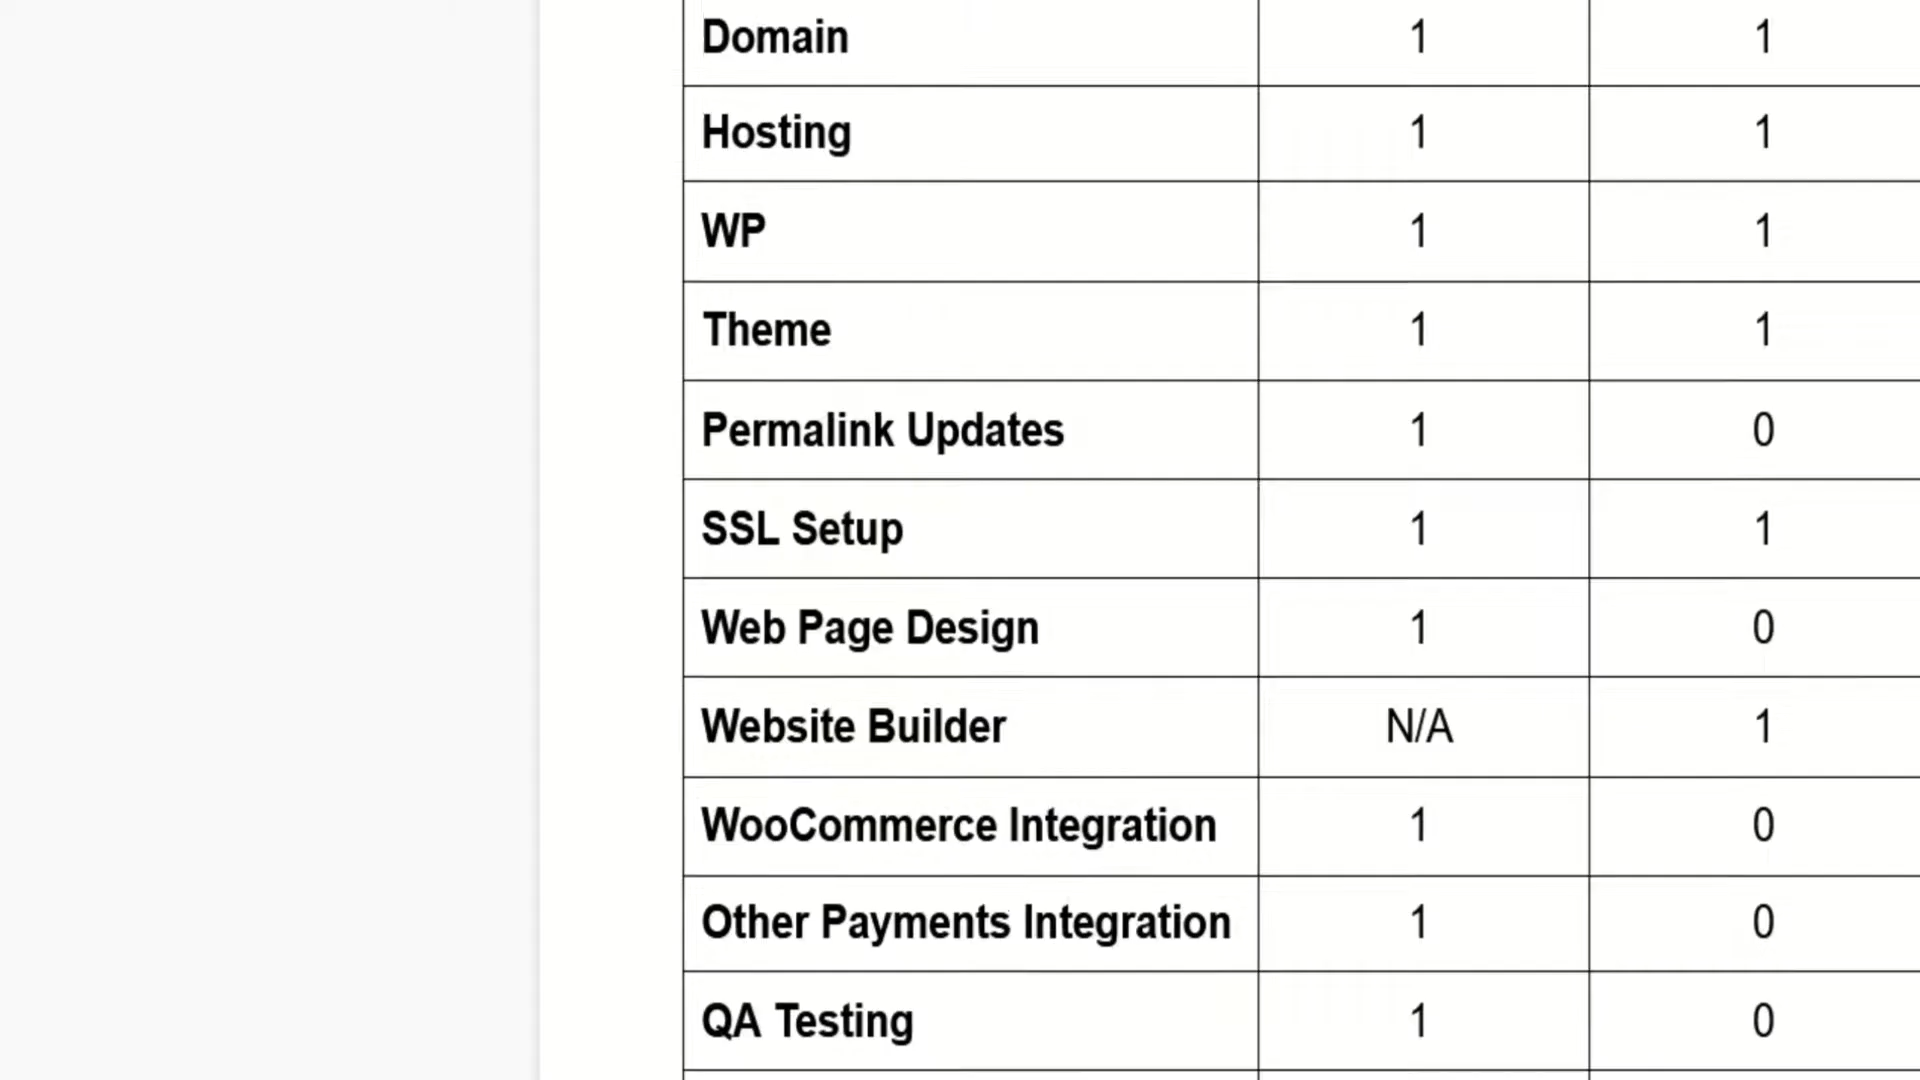 Domain 1 1
Hosting 1 1
WP 1 1
Theme 1 1
Permalink Updates 1 0
SSL Setup 1 1
Web Page Design 1 0
Website Builder N/A 1
WooCommerce Integration 1 0
Other Payments Integration 1 0
QA Testing 1 0